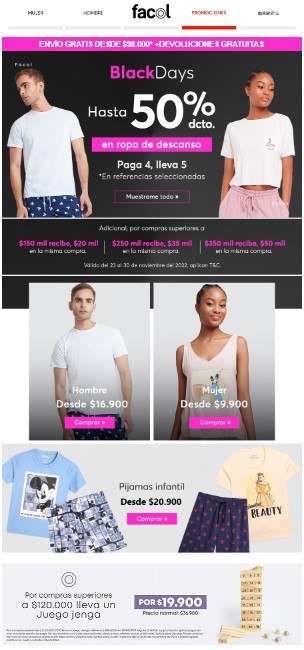 MUJER HOMBRE facol PROMOCIONES INFANTIL
ENVÍO GRATIS DESDE $90.000* +DEVOLUCIONES GRATUITAS
Facol
BlackDays
Hasta 50% dcto.
en ropa de descanso
Paga 4, lleva 5
*En referencias seleccionadas
Muestrame todo »
Adicional, por compras superiores a:
$150 mil recibe, $20 mil
en la misma compra.
$250 mil recibe, $35 mil
en la misma compra.
$350 mil recibe, $50 mil
en la misma compra.
Válido del 23 al 30 de noviembre del 2022, aplican T&C.
Hombre
Desde $16.900
Comprar »
Mujer
Desde $9.900
Comprar »
Pijamas infantil
Desde $20.900
Comprar »
BEAUTY
Por compras superiores
a $120.000 lleva un
Juego jenga
POR $19.900
Precio normal: $36.900